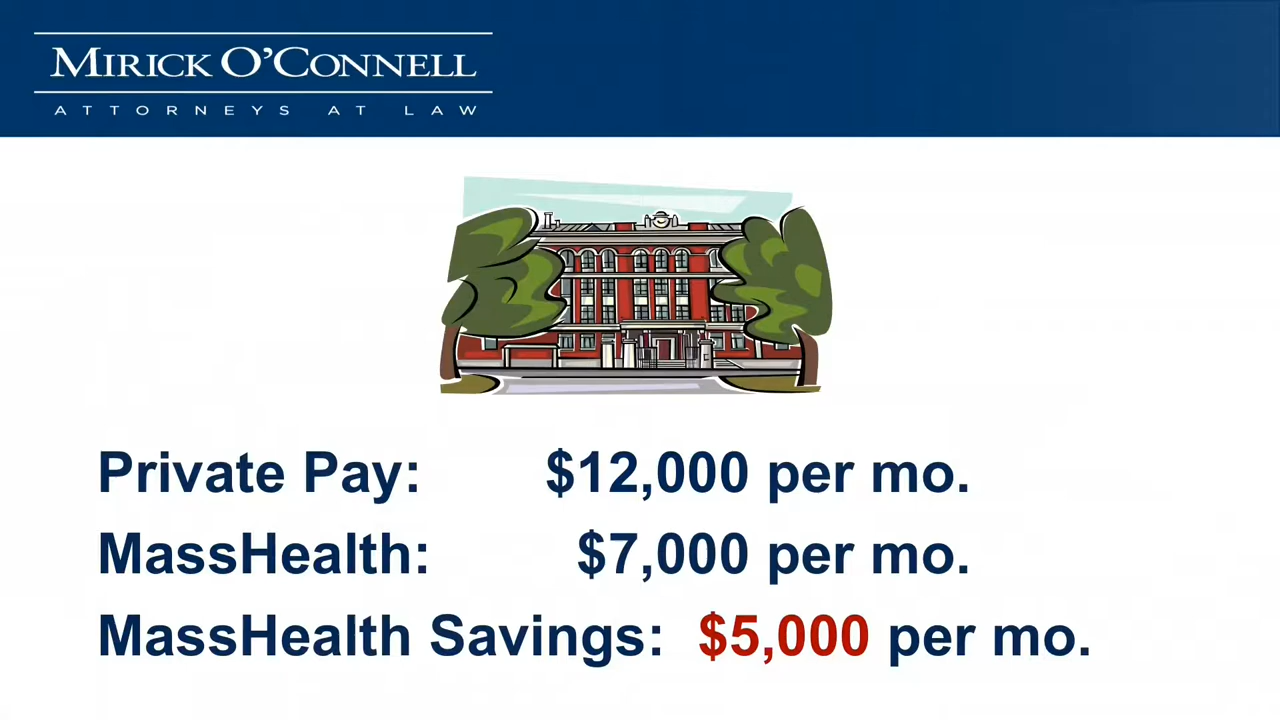 MIRICK O'CONNELL
ATTORNEYS AT LAW
Private Pay: $12,000 per mo.
MassHealth: $7,000 per mo.
MassHealth Savings: $5,000 per mo.